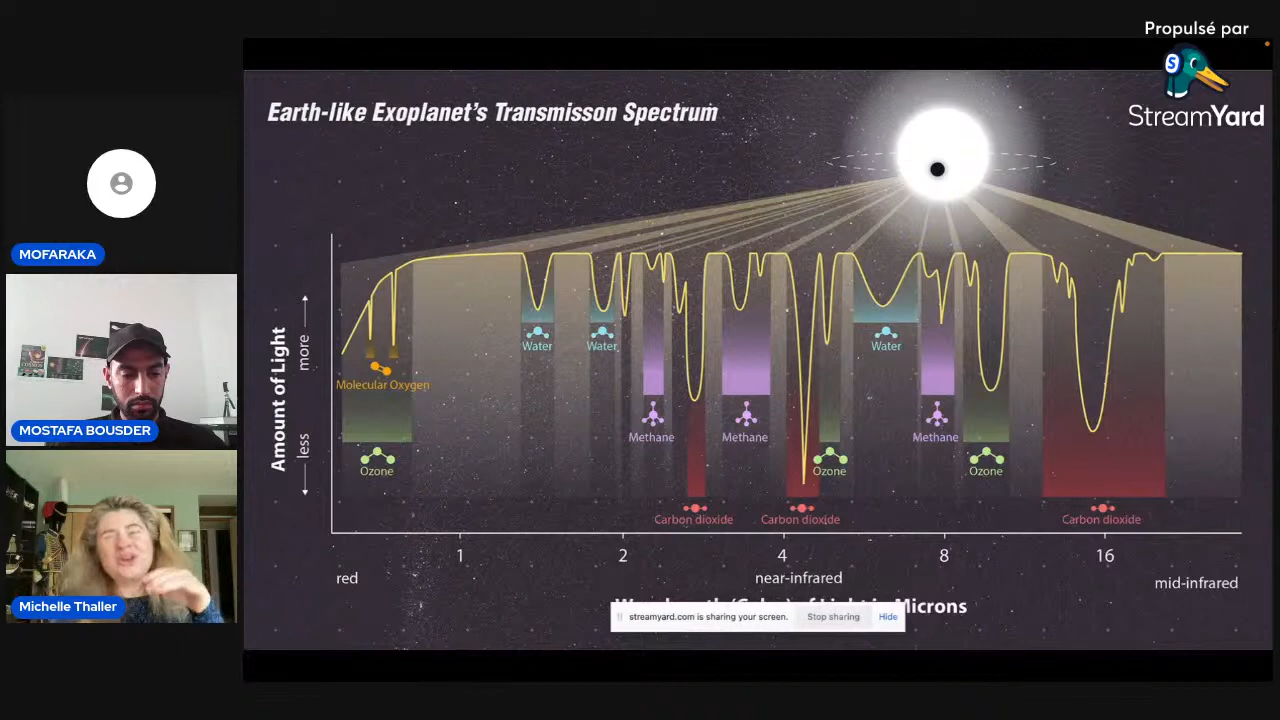 Propulsé par
StreamYard
MOFARAKA
MOSTAFA BOUSDER
Michelle Thaller
Earth-like Exoplanet's Transmisson Spectrum
Amount of Light
more
less
Molecular Oxygen
Ozone
Water
Water
Methane
Carbon dioxide
Methane
Carbon dioxide
Ozone
Water
Methane
Ozone
Carbon dioxide
1
2
4
8
16
red
near-infrared
mid-infrared
Microns
streamyard.com is sharing your screen.
Stop sharing
Hide